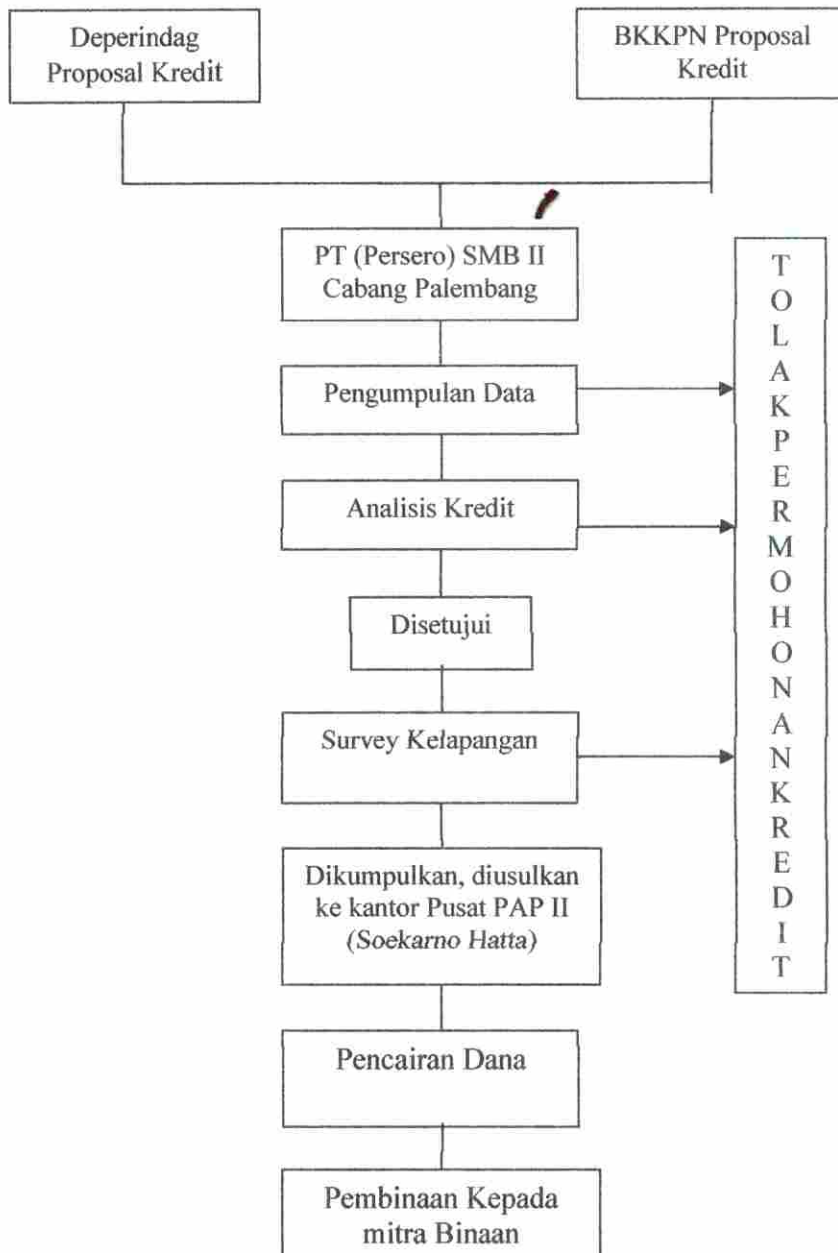 Deperindag
Proposal Kredit
BKKPN Proposal
Kredit
PT (Persero) SMB II
Cabang Palembang
Pengumpulan Data
Analisis Kredit
Disetujui
Survey Kelapangan
Dikumpulkan, diusulkan
ke kantor Pusat PAP II
(Soekarno Hatta)
Pencairan Dana
Pembinaan Kepada
mitra Binaan
T
O
L
A
K
P
E
R
M
O
H
O
N
A
N
K
R
E
D
I
T